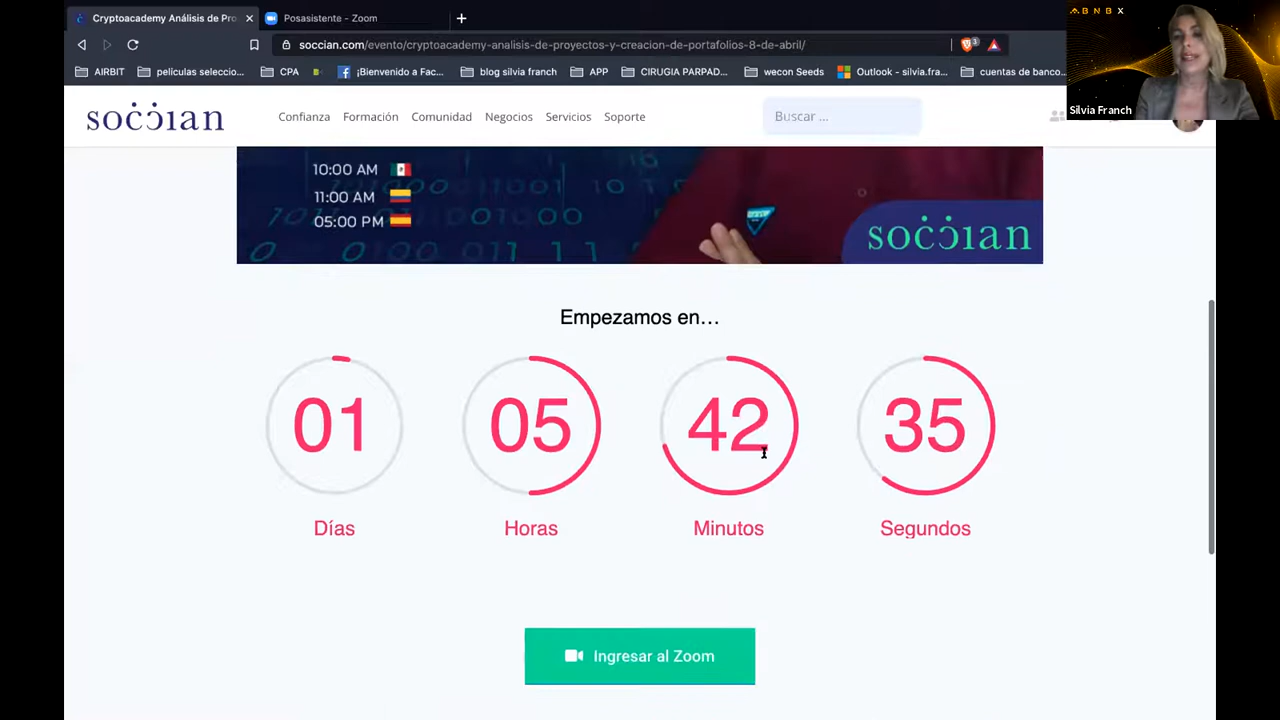 Cryptoacademy Análisis de Pro
Posasistente - Zoom
soccian.com/evento/cryptoacademy-analisis-de-proyectos-y-creacion-de-portafolios-8-de-abril/
AIRBIT
películas seleccio...
CPA
¡Bienvenido a Fac...
blog silvia franch
APP
CIRUGIA PARPAD...
wecon Seeds
Outlook - silvia.fra...
cuentas de banco...
ABNB X
Silvia Franch
soccian
Confianza
Formación
Comunidad
Negocios
Servicios
Soporte
Buscar ...
10:00 AM
11:00 AM
05:00 PM
soccian
Empezamos en...
01
05
42
35
Días
Horas
Minutos
Segundos
Ingresar al Zoom